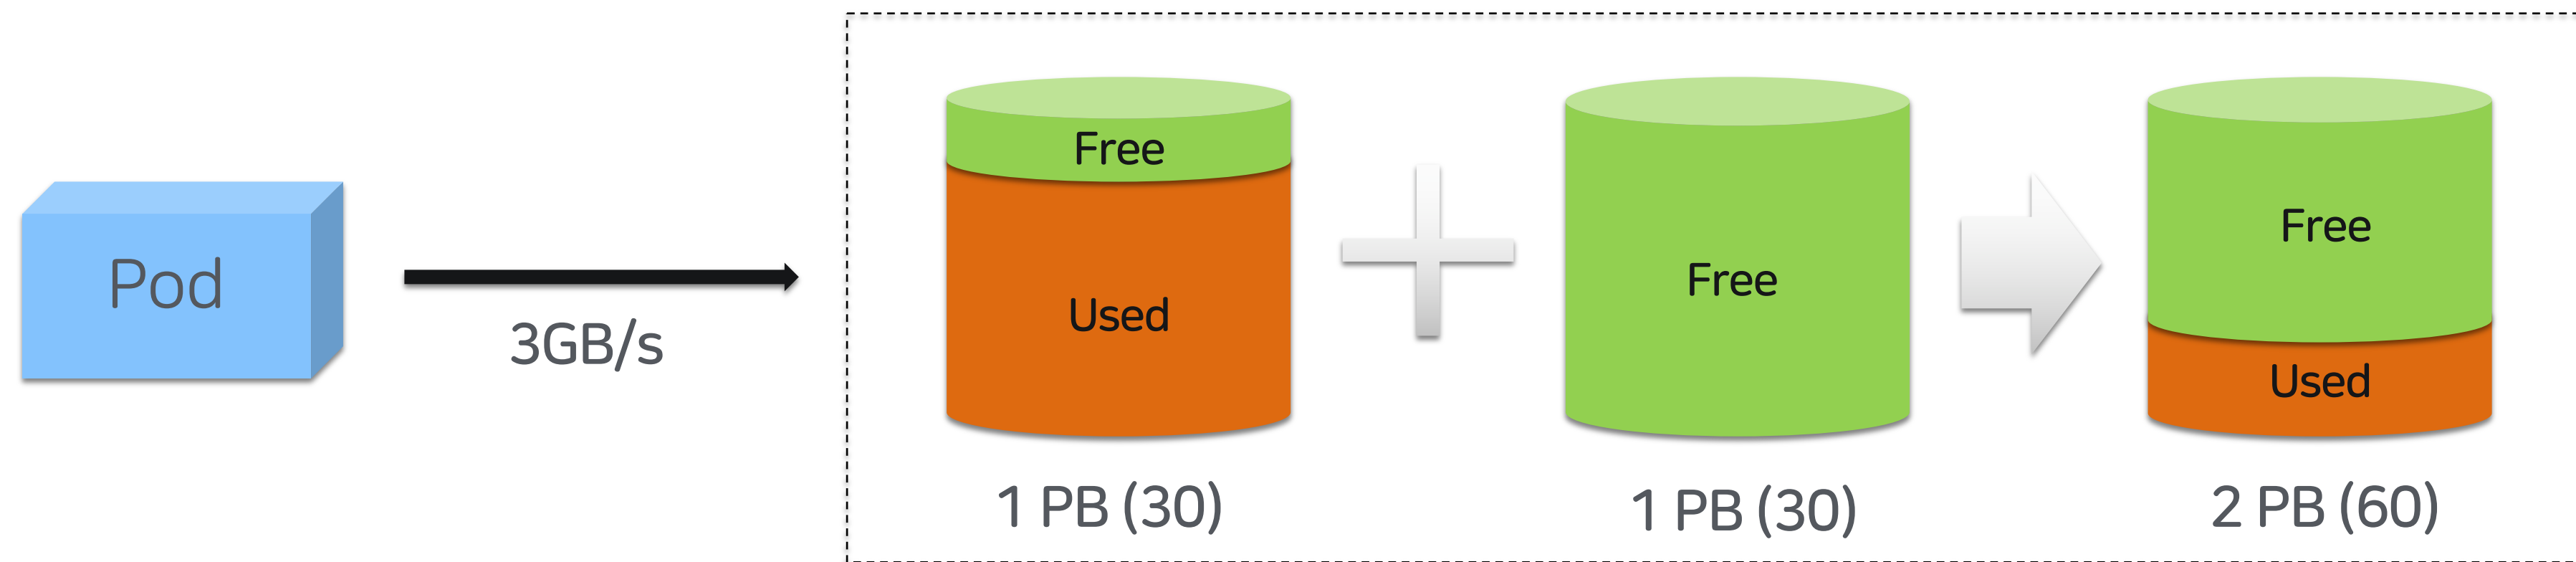 Pod
3GB/s
Free
Used
1 PB (30)
Free
1 PB (30)
Free
Used
2 PB (60)